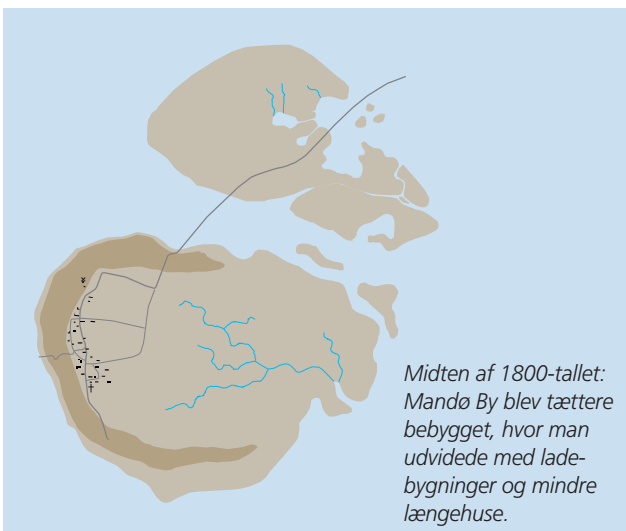 Midten af 1800-tallet:
Mandø By blev tættere
bebygget, hvor man
udvidede med lade-
bygninger og mindre
længehuse.